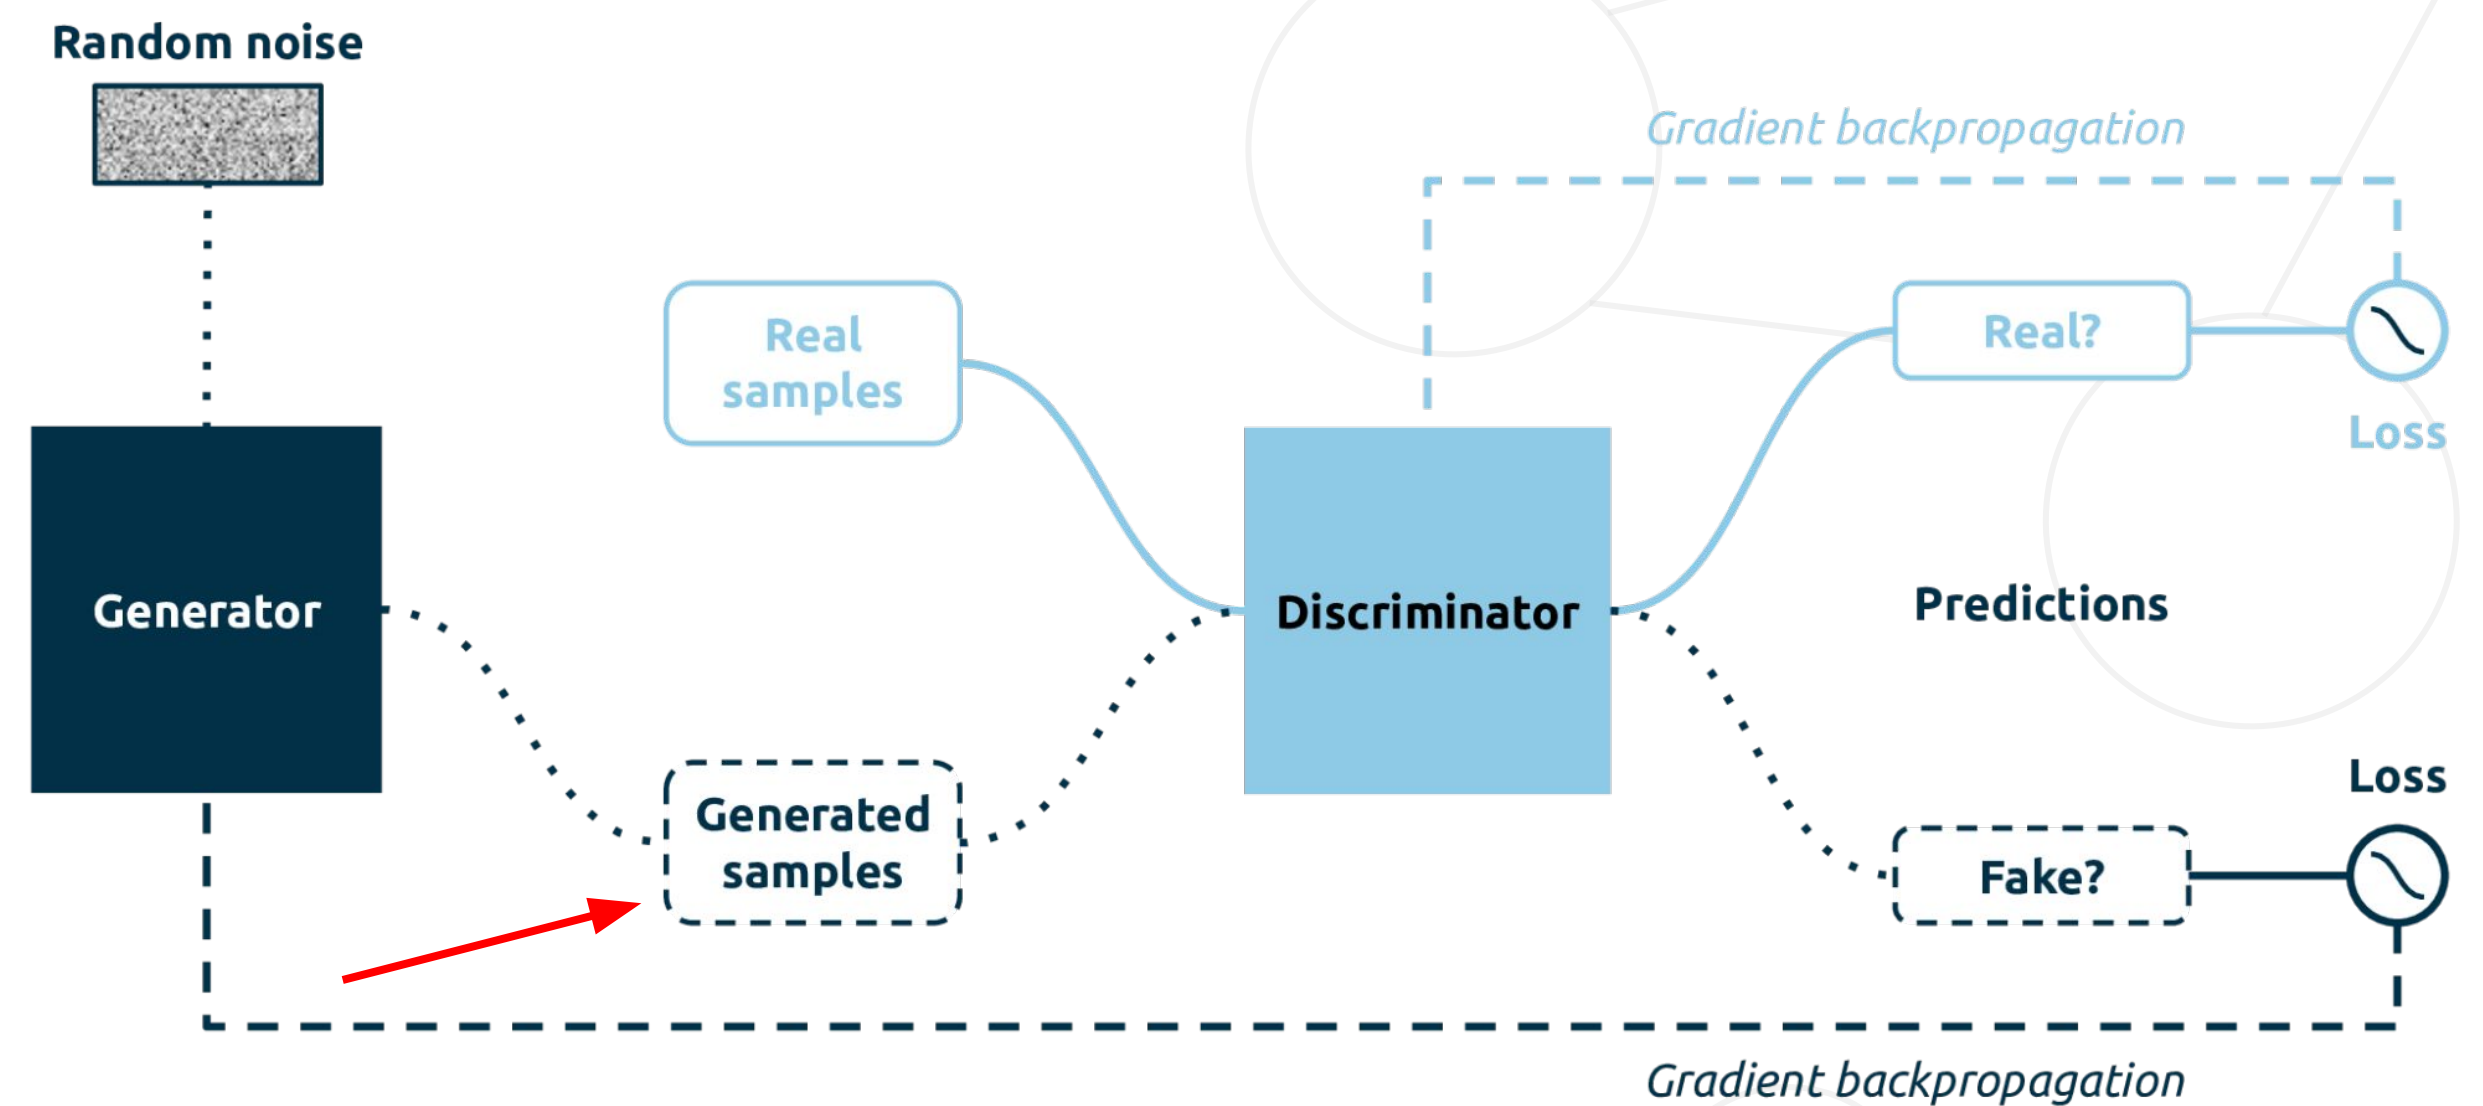 Random noise
Gradient backpropagation
Real
samples
Real?
Loss
Generator
Discriminator
Predictions
Generated
samples
Loss
Fake?
Gradient backpropagation